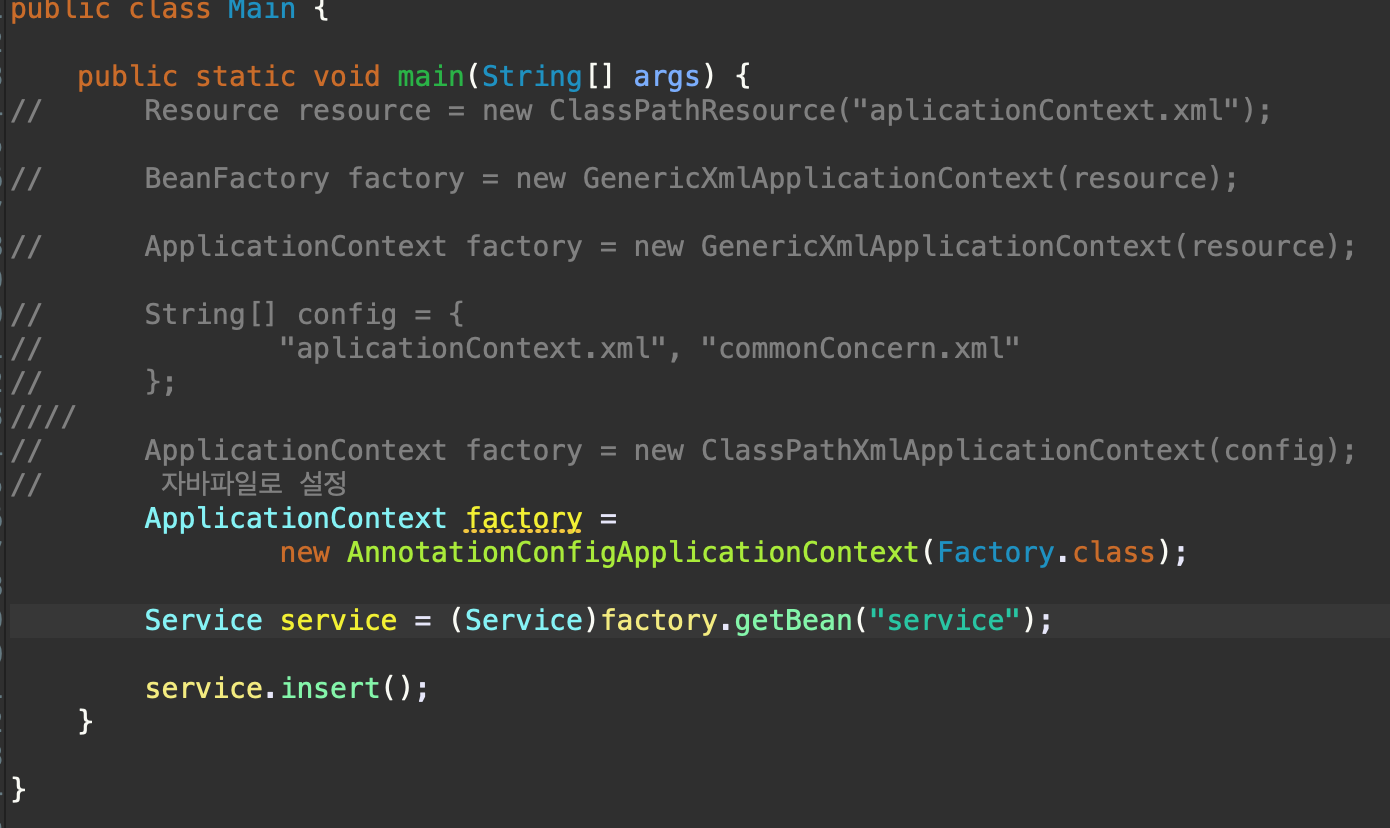 public class Main {
public static void main(String[] args) {
// Resource resource = new ClassPathResource("aplicationContext.xml");
// BeanFactory factory = new GenericXmlApplicationContext(resource);
// ApplicationContext factory = new GenericXmlApplicationContext(resource);
// String[] config = {
// "aplicationContext.xml", "commonConcern.xml"
// };
////
// ApplicationContext factory = new ClassPathXmlApplicationContext(config);
// 자바파일로 설정
ApplicationContext factory =
new AnnotationConfigApplicationContext(Factory.class);
Service service = (Service)factory.getBean("service");
service.insert();
}
}